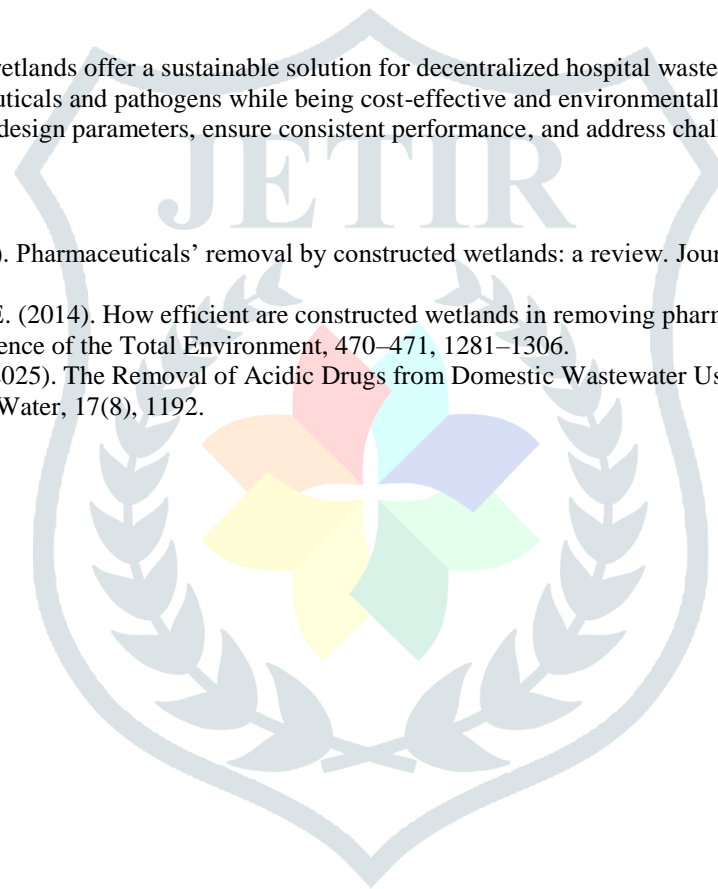 etlands offer a sustainable solution for decentralized hospital waste
uticals and pathogens while being cost-effective and environmentall
design parameters, ensure consistent performance, and address chal
JETIR
). Pharmaceuticals’ removal by constructed wetlands: a review. Jour
E. (2014). How efficient are constructed wetlands in removing pharm
ence of the Total Environment, 470–471, 1281–1306.
2025). The Removal of Acidic Drugs from Domestic Wastewater Us
Water, 17(8), 1192.